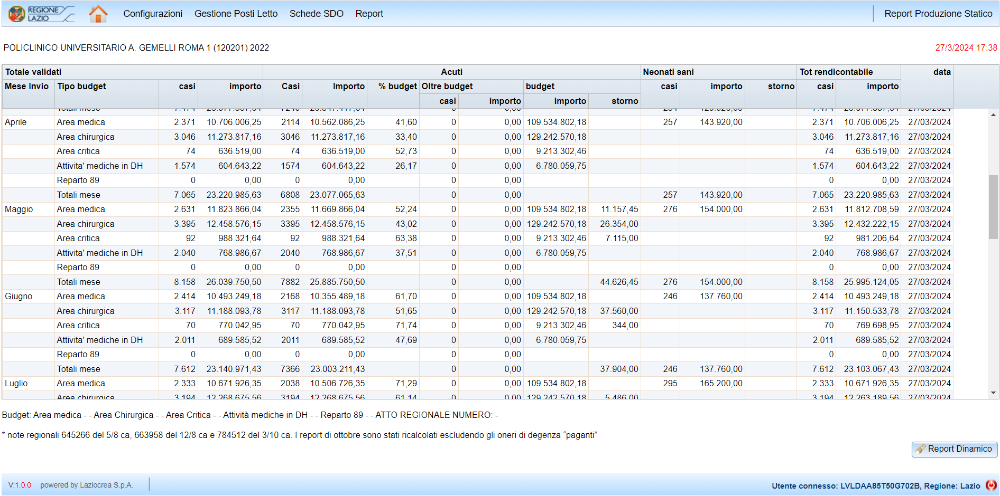 REGIONE LAZIO Configurazioni Gestione Posti Letto Schede SDO Report Report Produzione Statico
POLICLINICO UNIVERSITARIO A. GEMELLI ROMA 1 (120201) 2022 27/3/2024 17:38
Totale validati Acuti Neonati sani Tot rendicontabile data
Mese Invio Tipo budget casi importo Casi Importo % budget Oltre budget budget casi importo storno casi importo
casi importo importo storno
Totali mese 27/03/2024
Aprile Area medica 2.371 10.706.006,25 2114 10.562.086,25 41,60 0 0,00 109.534.802,18 257 143.920,00 2.371 10.706.006,25 27/03/2024
Area chirurgica 3.046 11.273.817,16 3046 11.273.817,16 33,40 0 0,00 129.242.570,18 3.046 11.273.817,16 27/03/2024
Area critica 74 636.519,00 74 636.519,00 52,73 0 0,00 9.213.302,46 74 636.519,00 27/03/2024
Attivita' mediche in DH 1.574 604.643,22 1574 604.643,22 26,17 0 0,00 6.780.059,75 1.574 604.643,22 27/03/2024
Reparto 89 0 0,00 0 0,00 0 0,00 0 0,00 27/03/2024
Totali mese 7.065 23.220.985,63 6808 23.077.065,63 0 0,00 257 143.920,00 7.065 23.220.985,63 27/03/2024
Maggio Area medica 2.631 11.823.866,04 2355 11.669.866,04 52,24 0 0,00 109.534.802,18 11.157,45 276 154.000,00 2.631 11.812.708,59 27/03/2024
Area chirurgica 3.395 12.458.576,15 3395 12.458.576,15 43,02 0 0,00 129.242.570,18 26.354,00 3.395 12.432.222,15 27/03/2024
Area critica 92 988.321,64 92 988.321,64 63,38 0 0,00 9.213.302,46 7.115,00 92 981.206,64 27/03/2024
Attivita' mediche in DH 2.040 768.986,67 2040 768.986,67 37,51 0 0,00 6.780.059,75 2.040 768.986,67 27/03/2024
Reparto 89 0 0,00 0 0,00 0 0,00 0 0,00 27/03/2024
Totali mese 8.158 26.039.750,50 7882 25.885.750,50 0 0,00 44.626,45 276 154.000,00 8.158 25.995.124,05 27/03/2024
Giugno Area medica 2.414 10.493.249,18 2168 10.355.489,18 61,70 0 0,00 109.534.802,18 246 137.760,00 2.414 10.493.249,18 27/03/2024
Area chirurgica 3.117 11.188.093,78 3117 11.188.093,78 51,65 0 0,00 129.242.570,18 37.560,00 3.117 11.150.533,78 27/03/2024
Area critica 70 770.042,95 70 770.042,95 71,74 0 0,00 9.213.302,46 344,00 70 769.698,95 27/03/2024
Attivita' mediche in DH 2.011 689.585,52 2011 689.585,52 47,69 0 0,00 6.780.059,75 2.011 689.585,52 27/03/2024
Reparto 89 0 0,00 0 0,00 0 0,00 0 0,00 27/03/2024
Totali mese 7.612 23.140.971,43 7366 23.003.211,43 0 0,00 37.904,00 246 137.760,00 7.612 23.103.067,43 27/03/2024
Luglio Area medica 2.333 10.671.926,35 2038 10.506.726,35 71,29 0 0,00 109.534.802,18 295 165.200,00 2.333 10.671.926,35 27/03/2024
Area chirurgica 3.194 12.268.675,56 3194 12.268.675,56 61,14 0 0,00 129.242.570,18 5.486,00 3.194 12.263.189,56 27/03/2024
Budget: Area medica - - Area Chirurgica - - Area Critica - - Attività mediche in DH - - Reparto 89 - - ATTO REGIONALE NUMERO: -
* note regionali 645266 del 5/8 ca, 663958 del 12/8 ca e 784512 del 3/10 ca. I report di ottobre sono stati ricalcolati escludendo gli oneri di degenza “paganti”
Report Dinamico
V:1.0.0 powered by Laziocrea S.p.A. Utente connesso: LVLDAA85T50G702B, Regione: Lazio